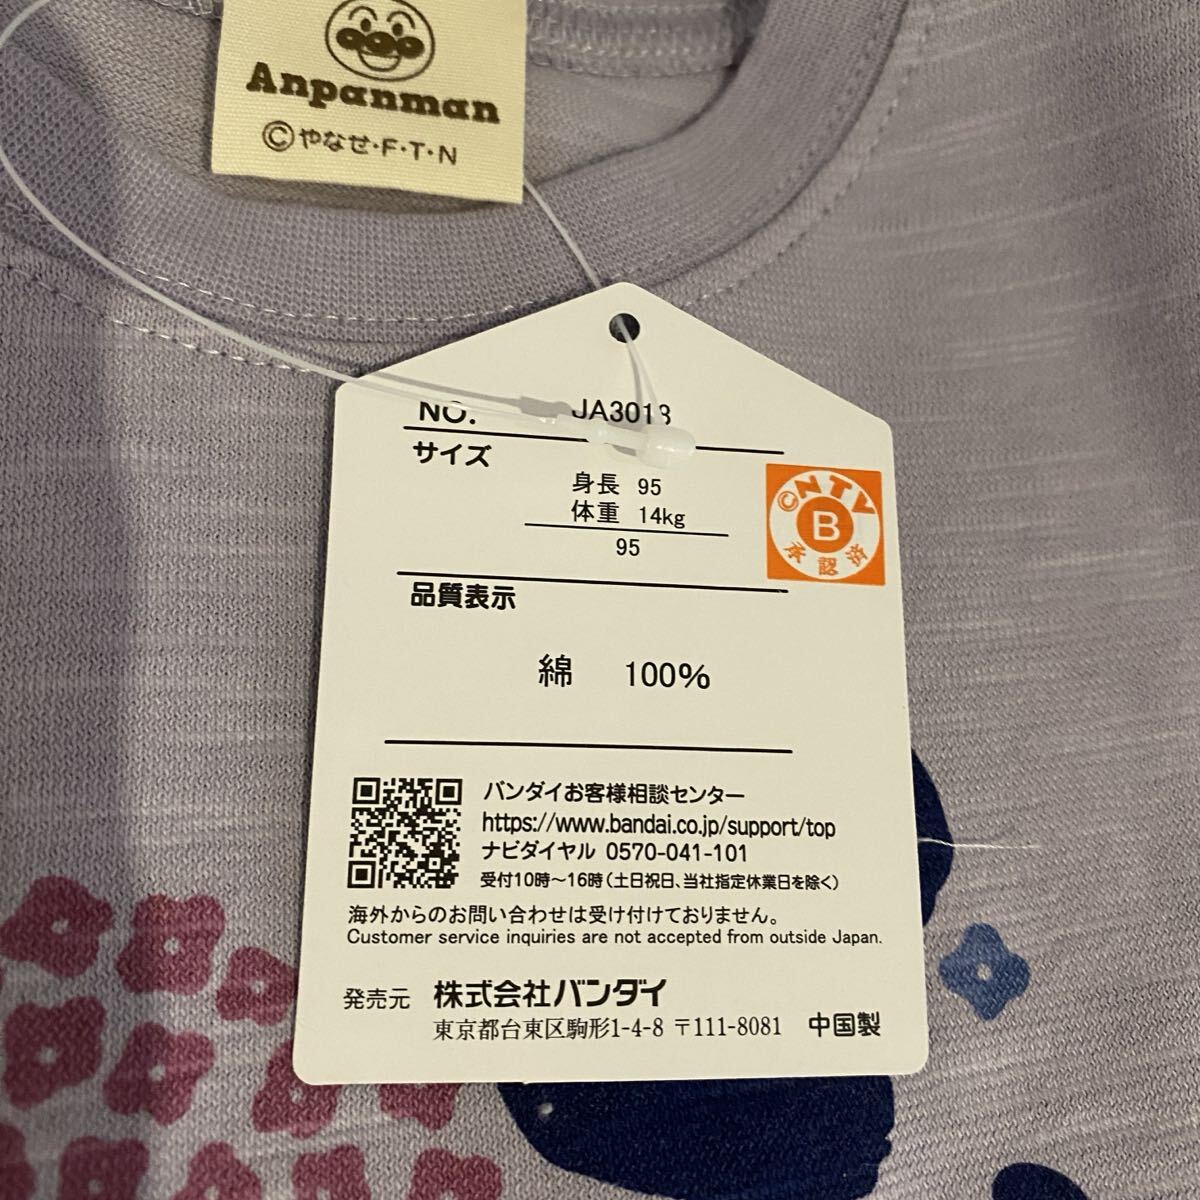 Anpanman
©やなせ・F・T・N
NO. JA3013
サイズ
身長 95
体重 14kg
95
©NTV
B
承認済
品質表示
綿 100%
バンダイお客様相談センター
https://www.bandai.co.jp/support/top
ナビダイヤル 0570-041-101
受付10時～16時(土日祝日、当社指定休業日を除く)
海外からのお問い合わせは受け付けておりません。
Customer service inquiries are not accepted from outside Japan.
発売元 株式会社バンダイ
東京都台東区駒形1-4-8 〒111-8081 中国製